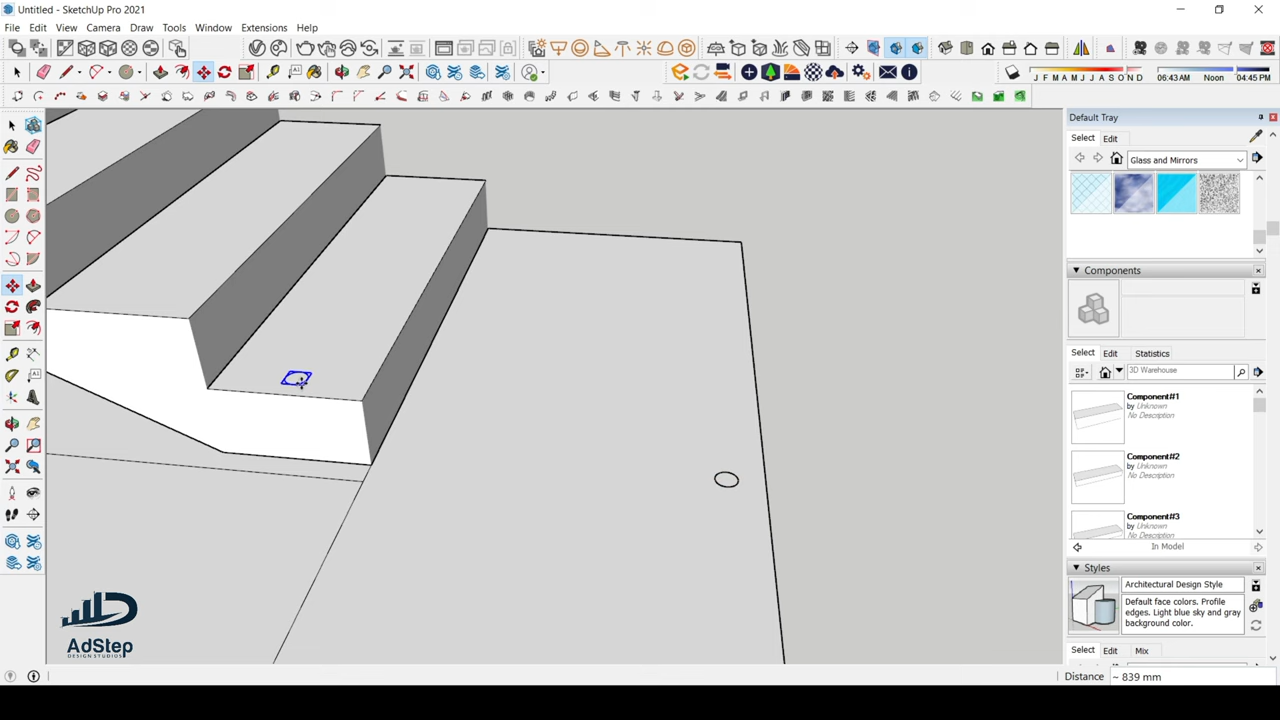 Untitled - SketchUp Pro 2021
File Edit Camera Draw Tools Window Extensions Help
View
J F M A M J J A S O N D
06:43 AM Noon 04:45 PM
Default Tray
Select Edit
Glass and Mirrors
Components
Select Edit Statistics
3D Warehouse
Component#1
by Unknown
No Description
Component#2
by Unknown
No Description
Component#3
by Unknown
In Model
Styles
Architectural Design Style
Default face colors. Profile
edges. Light blue sky and gray
background color.
Select Edit Mix
Distance ~ 839 mm
AdStep
DESIGN STUDIOS